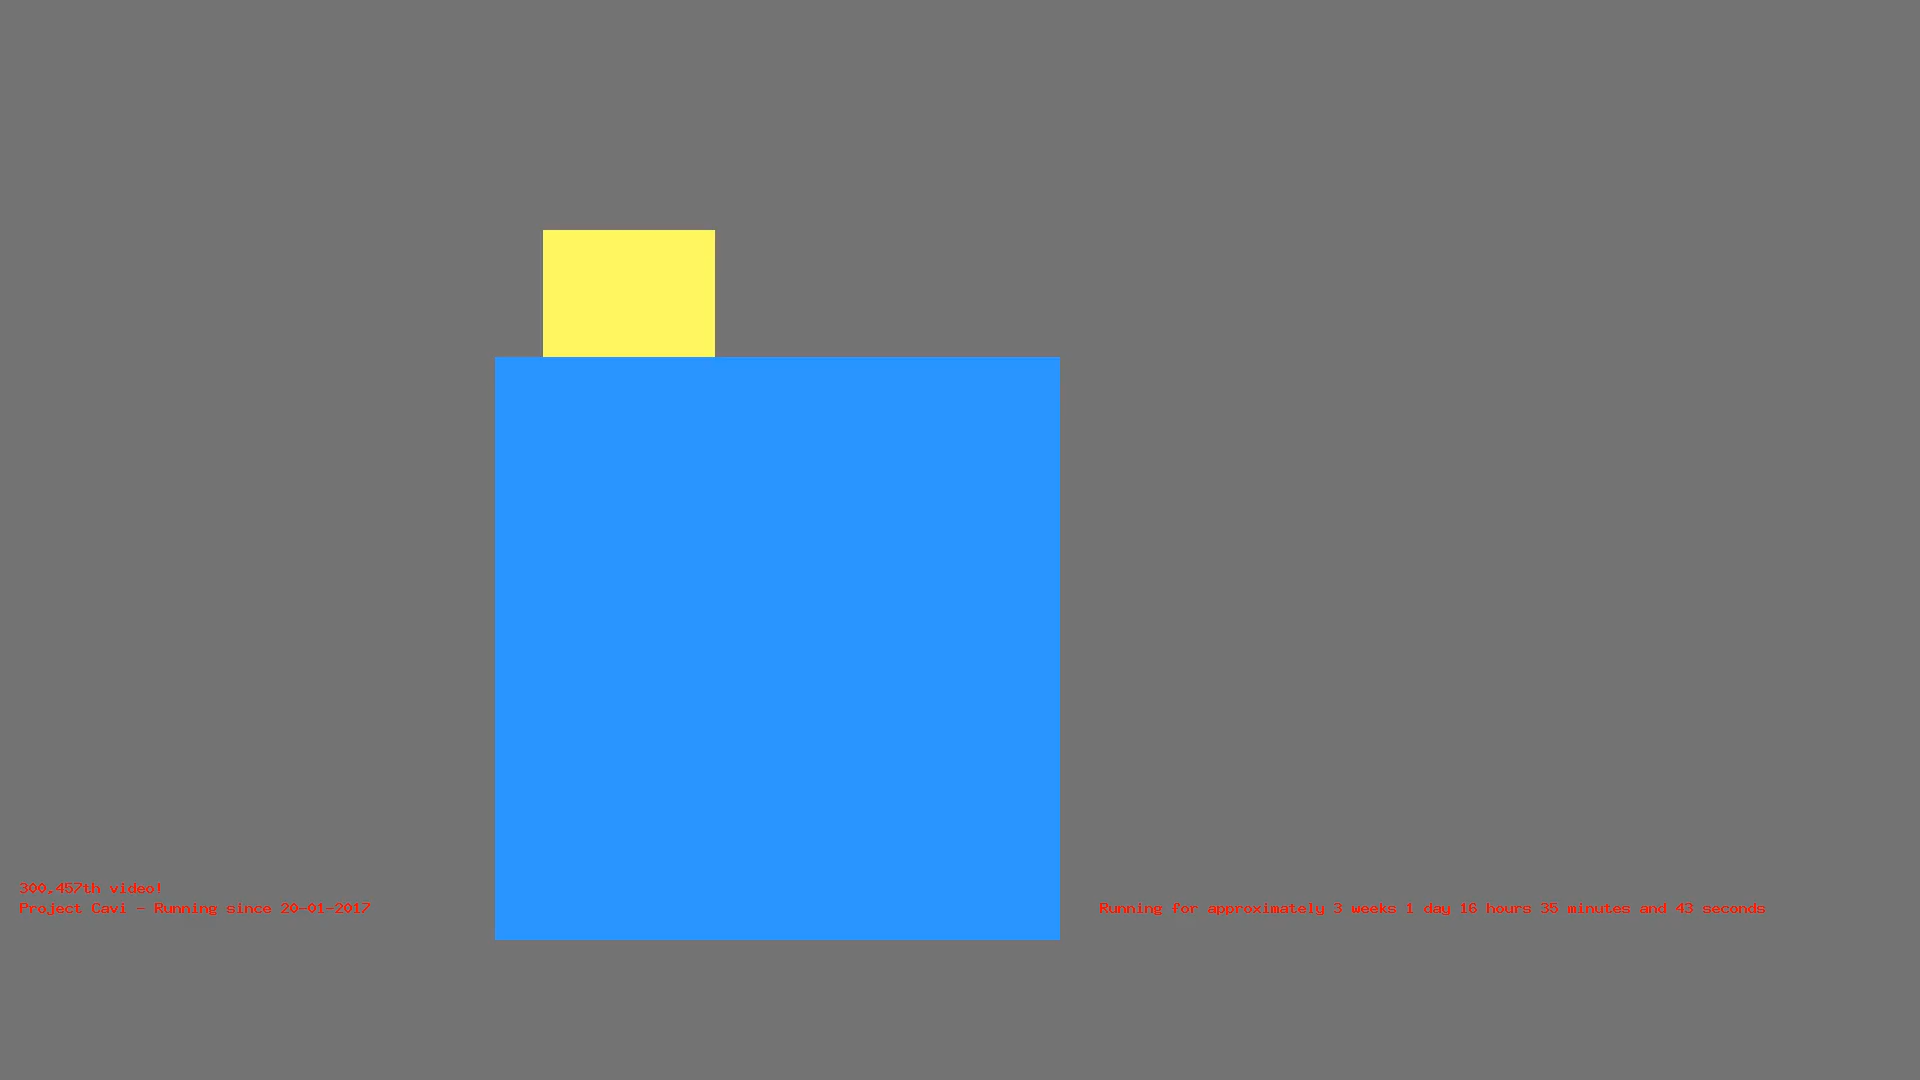 300,457th video!
Project Cavi - Running since 20-01-2017
Running for approximately 3 weeks 1 day 16 hours 35 minutes and 43 seconds